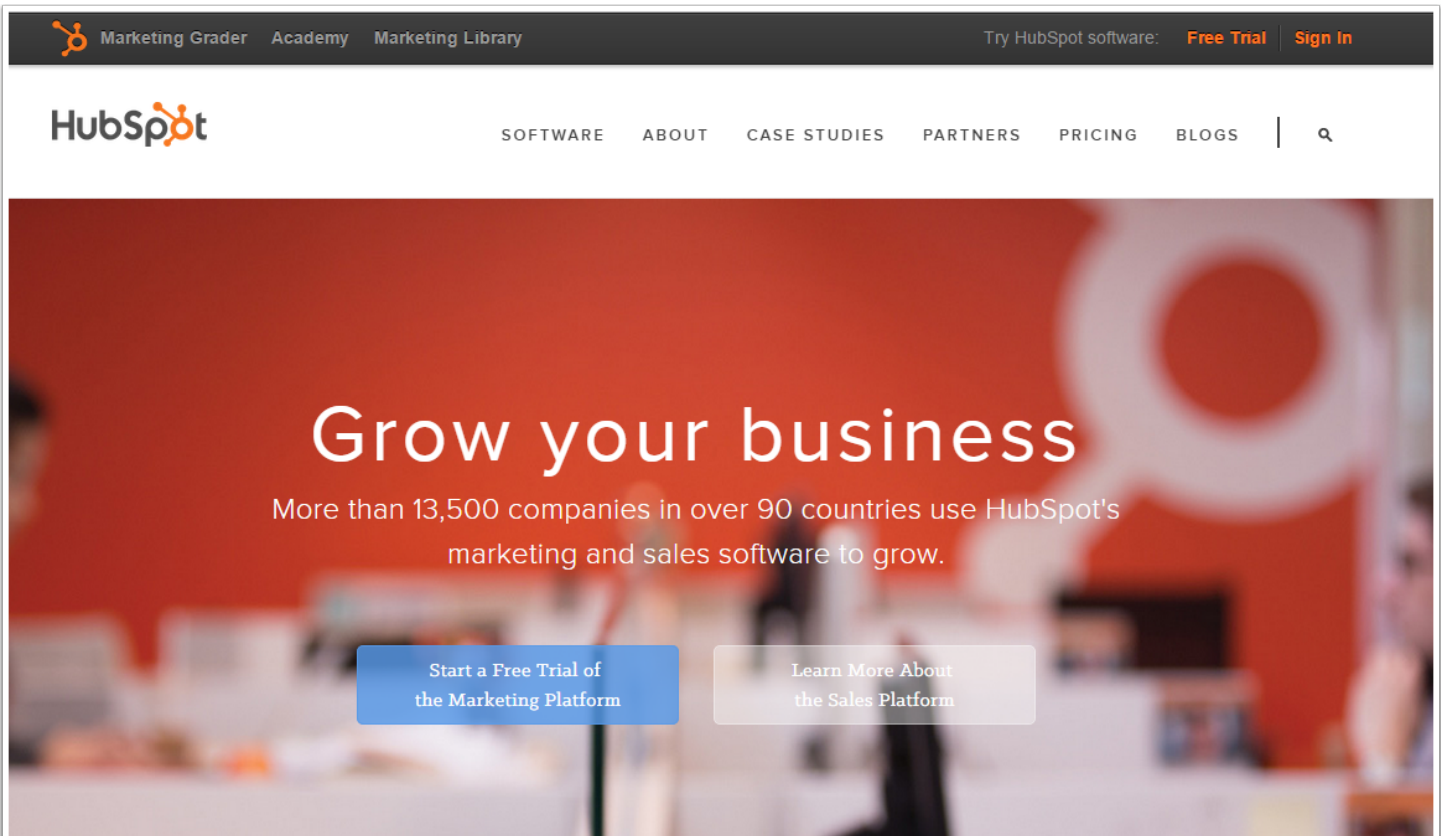 Marketing Grader Academy Marketing Library Try HubSpot software: Free Trial Sign In
HubSpot SOFTWARE ABOUT CASE STUDIES PARTNERS PRICING BLOGS
Grow your business
More than 13,500 companies in over 90 countries use HubSpot's
marketing and sales software to grow.
Start a Free Trial of
the Marketing Platform
Learn More About
the Sales Platform